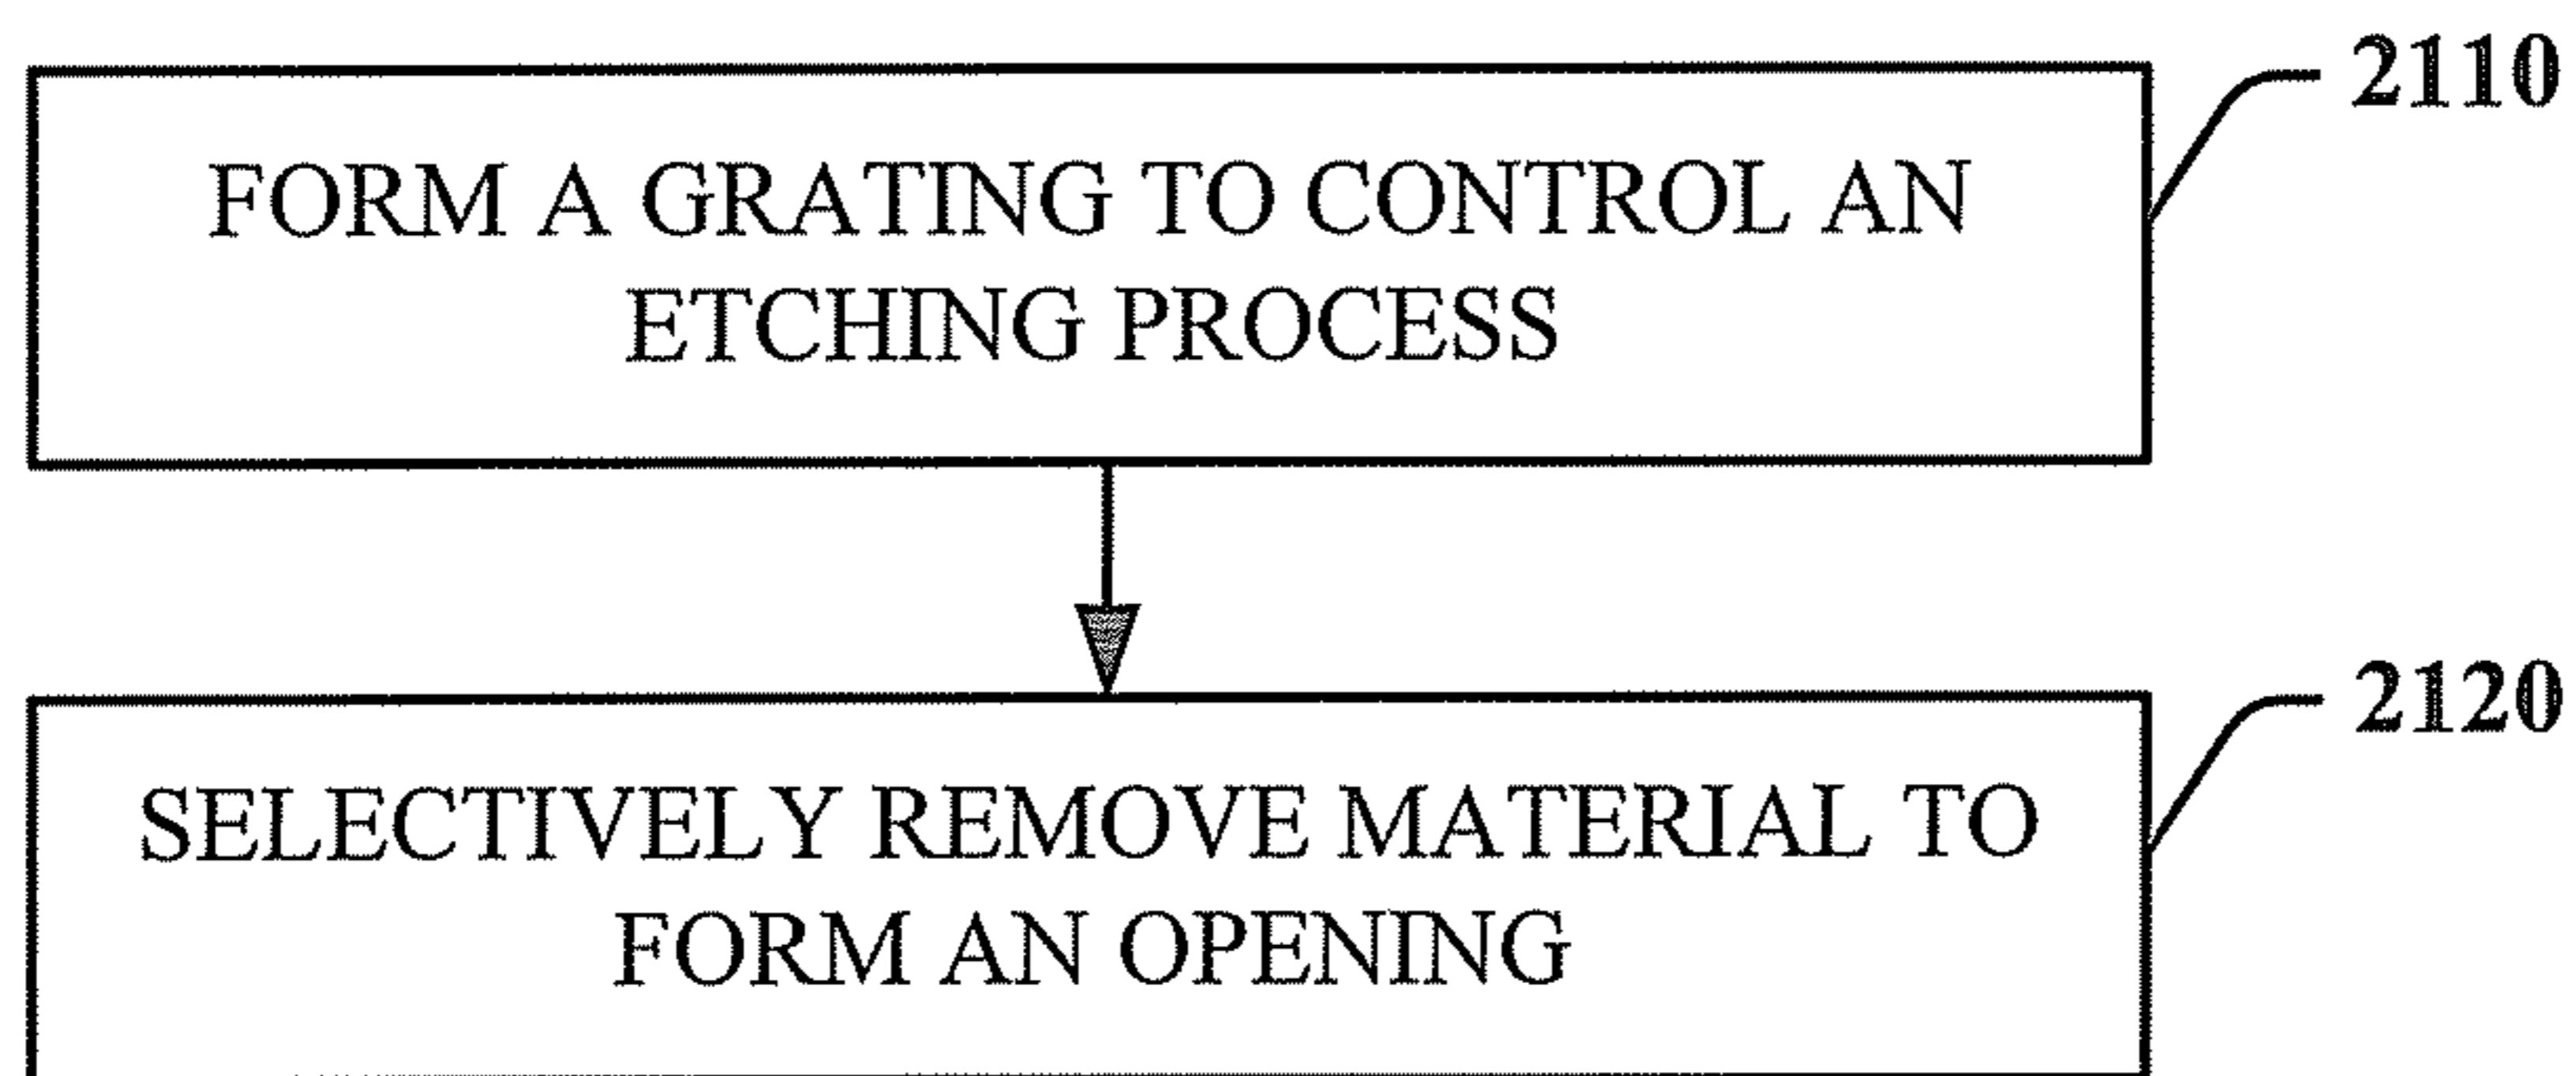 2110
FORM A GRATING TO CONTROL AN
ETCHING PROCESS
2120
SELECTIVELY REMOVE MATERIAL TO
FORM AN OPENING